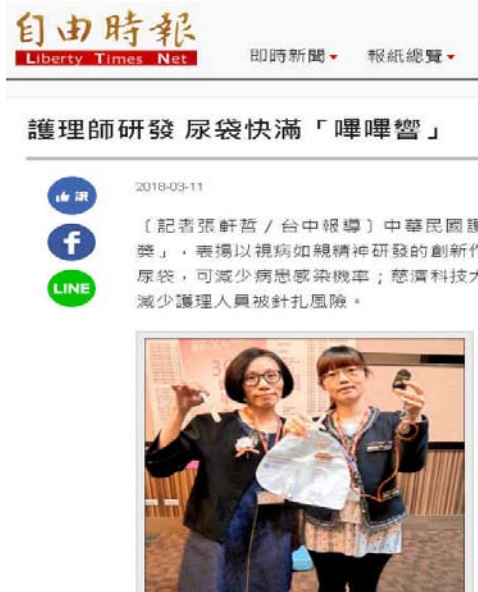 自由時報
Liberty Times Net
即時新聞 報紙總覽
護理師研發 尿袋快滿「嗶嗶響」
讚
2018-03-11
〔記者張軒哲／台中報導〕中華民國護
獎」，表揚以視病如親精神研發的創新作
尿袋，可減少病患感染機率；慈濟科技大
減少護理人員被針扎風險。
f
LINE